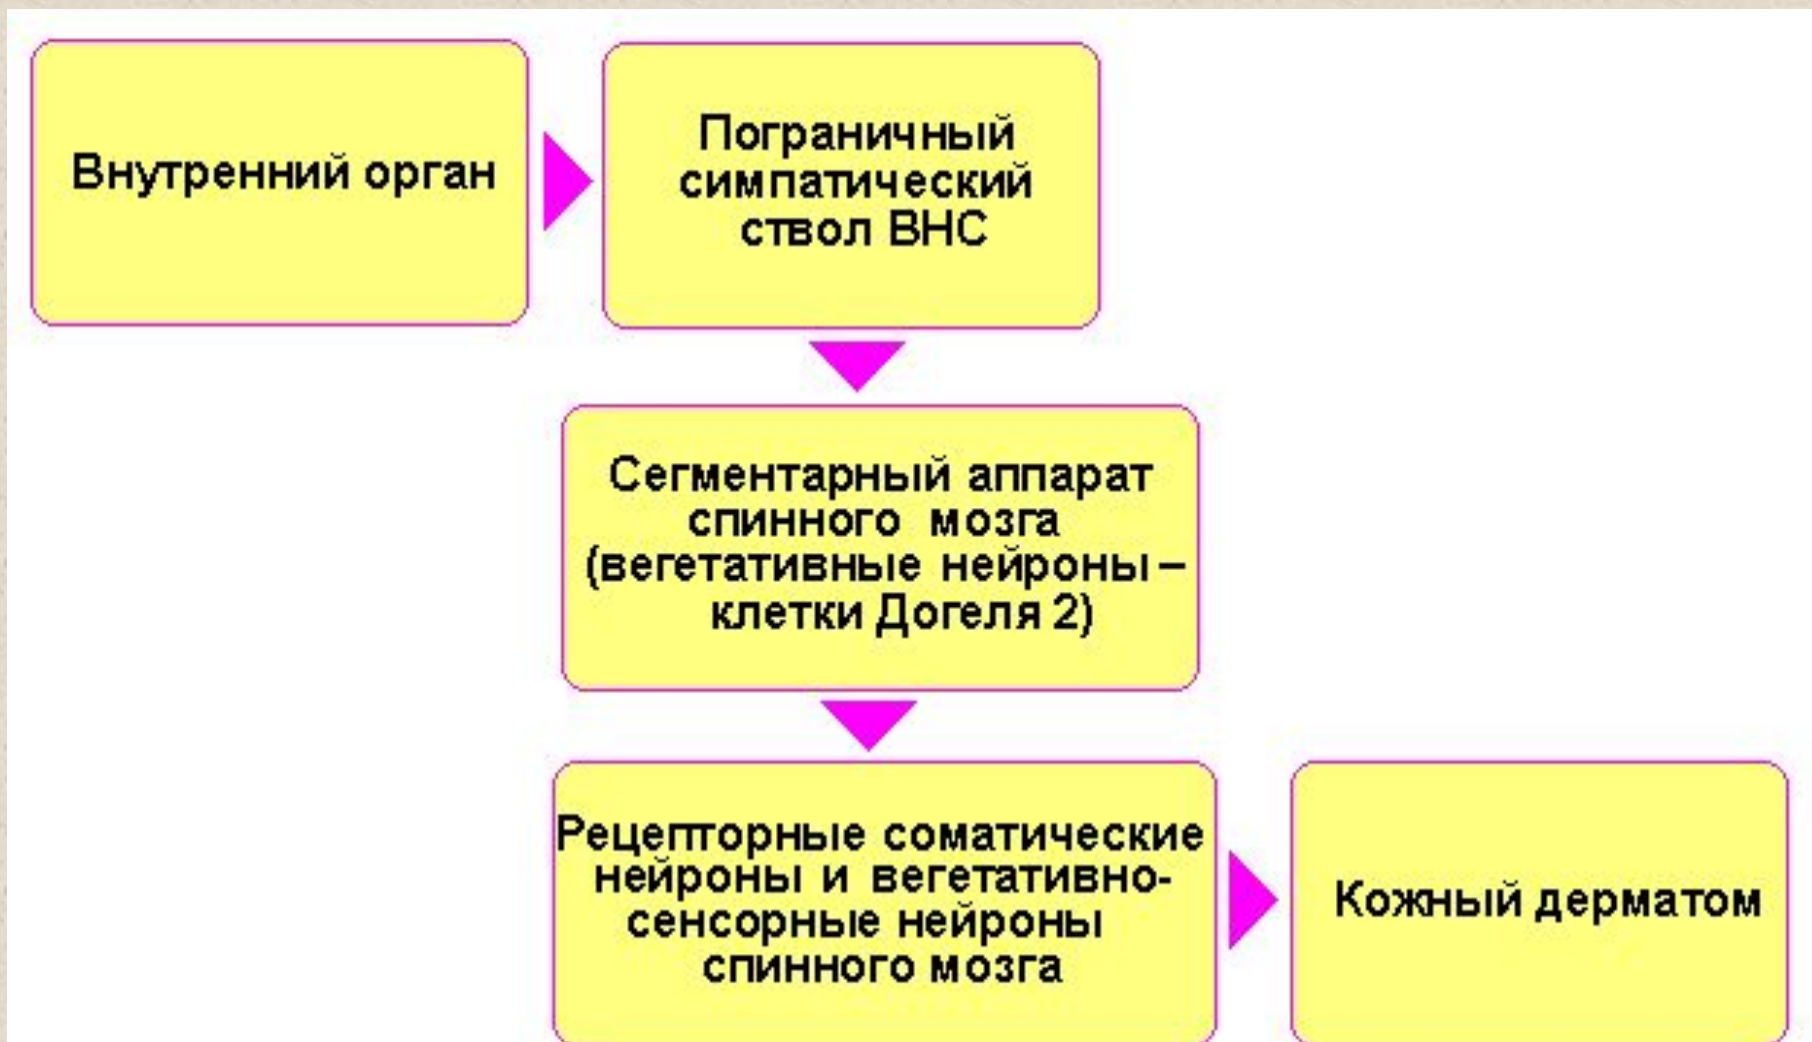 Внутренний орган
Пограничный
симпатический
ствол ВНС
Сегментарный аппарат
спинного мозга
(вегетативные нейроны –
клетки Догеля 2)
Рецепторные соматические
нейроны и вегетативно-
сенсорные нейроны
спинного мозга
Кожный дерматом